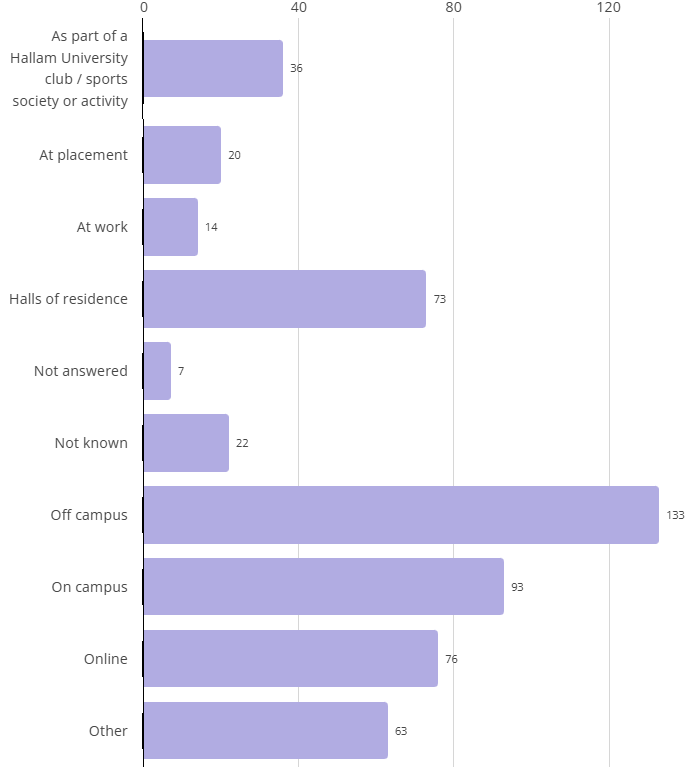 0 40 80 120
As part of a
Hallam University
club / sports
society or activity
36
At placement 20
At work 14
Halls of residence 73
Not answered 7
Not known 22
Off campus 133
On campus 93
Online 76
Other 63